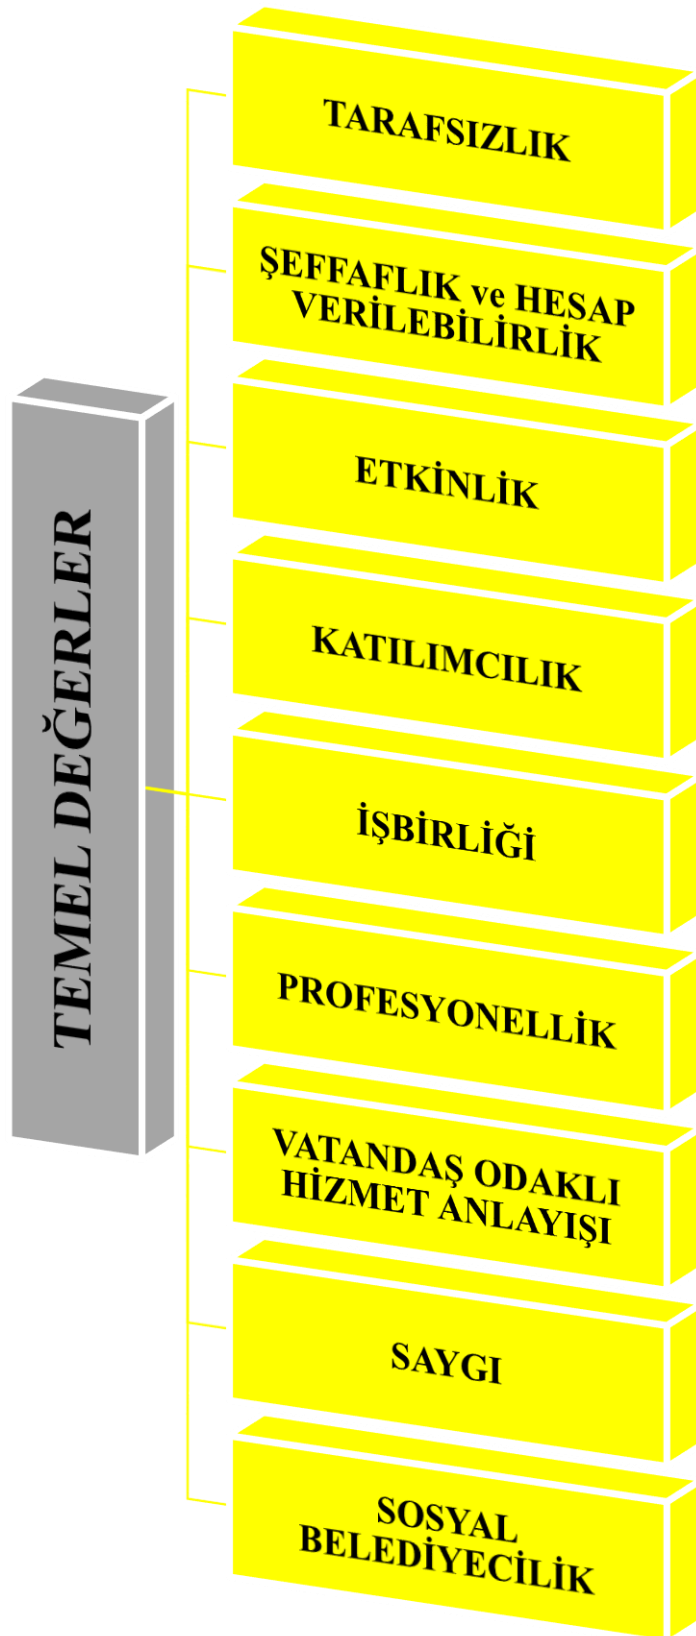 TEMEL DEĞERLER
TARAFSIZLIK
ŞEFFAFLIK ve HESAP
VERİLEBİLİRLİK
ETKİNLİK
KATILIMCILIK
İŞBİRLİĞİ
PROFESYONELLİK
VATANDAŞ ODAKLI
HİZMET ANLAYIŞI
SAYGI
SOSYAL
BELEDİYECİLİK